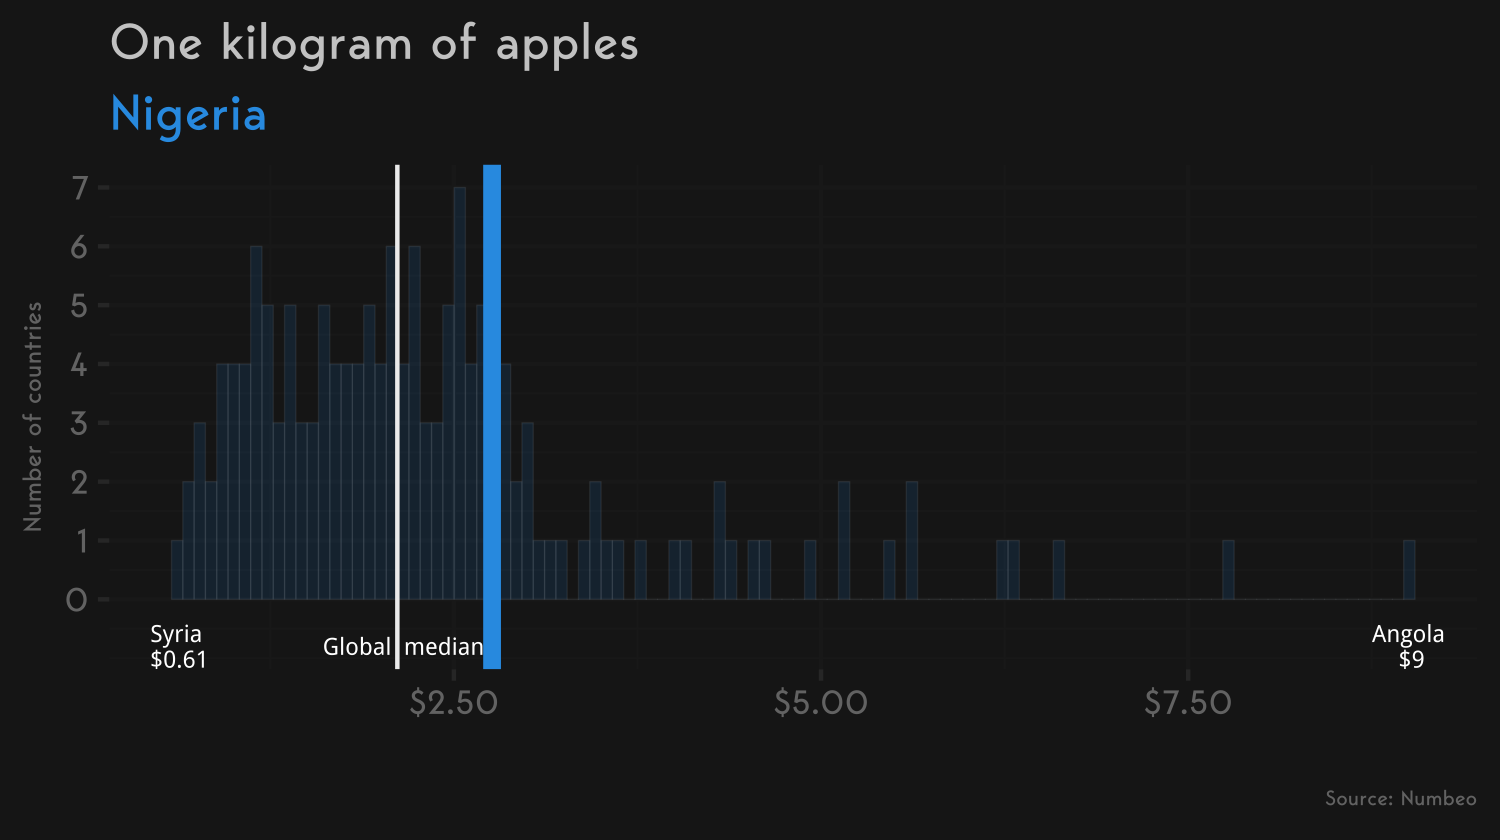 One kilogram of apples
Nigeria
Number of countries
7
6
5
4
3
2
1
0
Syria
$0.61
Global median
Angola
$9
$2.50
$5.00
$7.50
Source: Numbeo